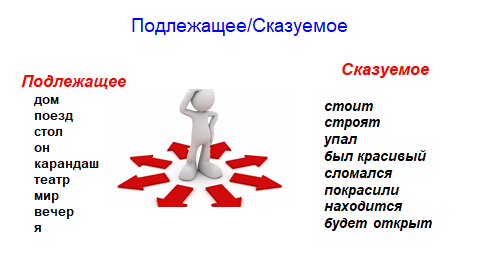 Подлежащее/Сказуемое
Подлежащее
дом
поезд
стол
он
карандаш
театр
мир
вечер
я
Сказуемое
стоит
строят
упал
был красивый
сломался
покрасили
находится
будет открыт